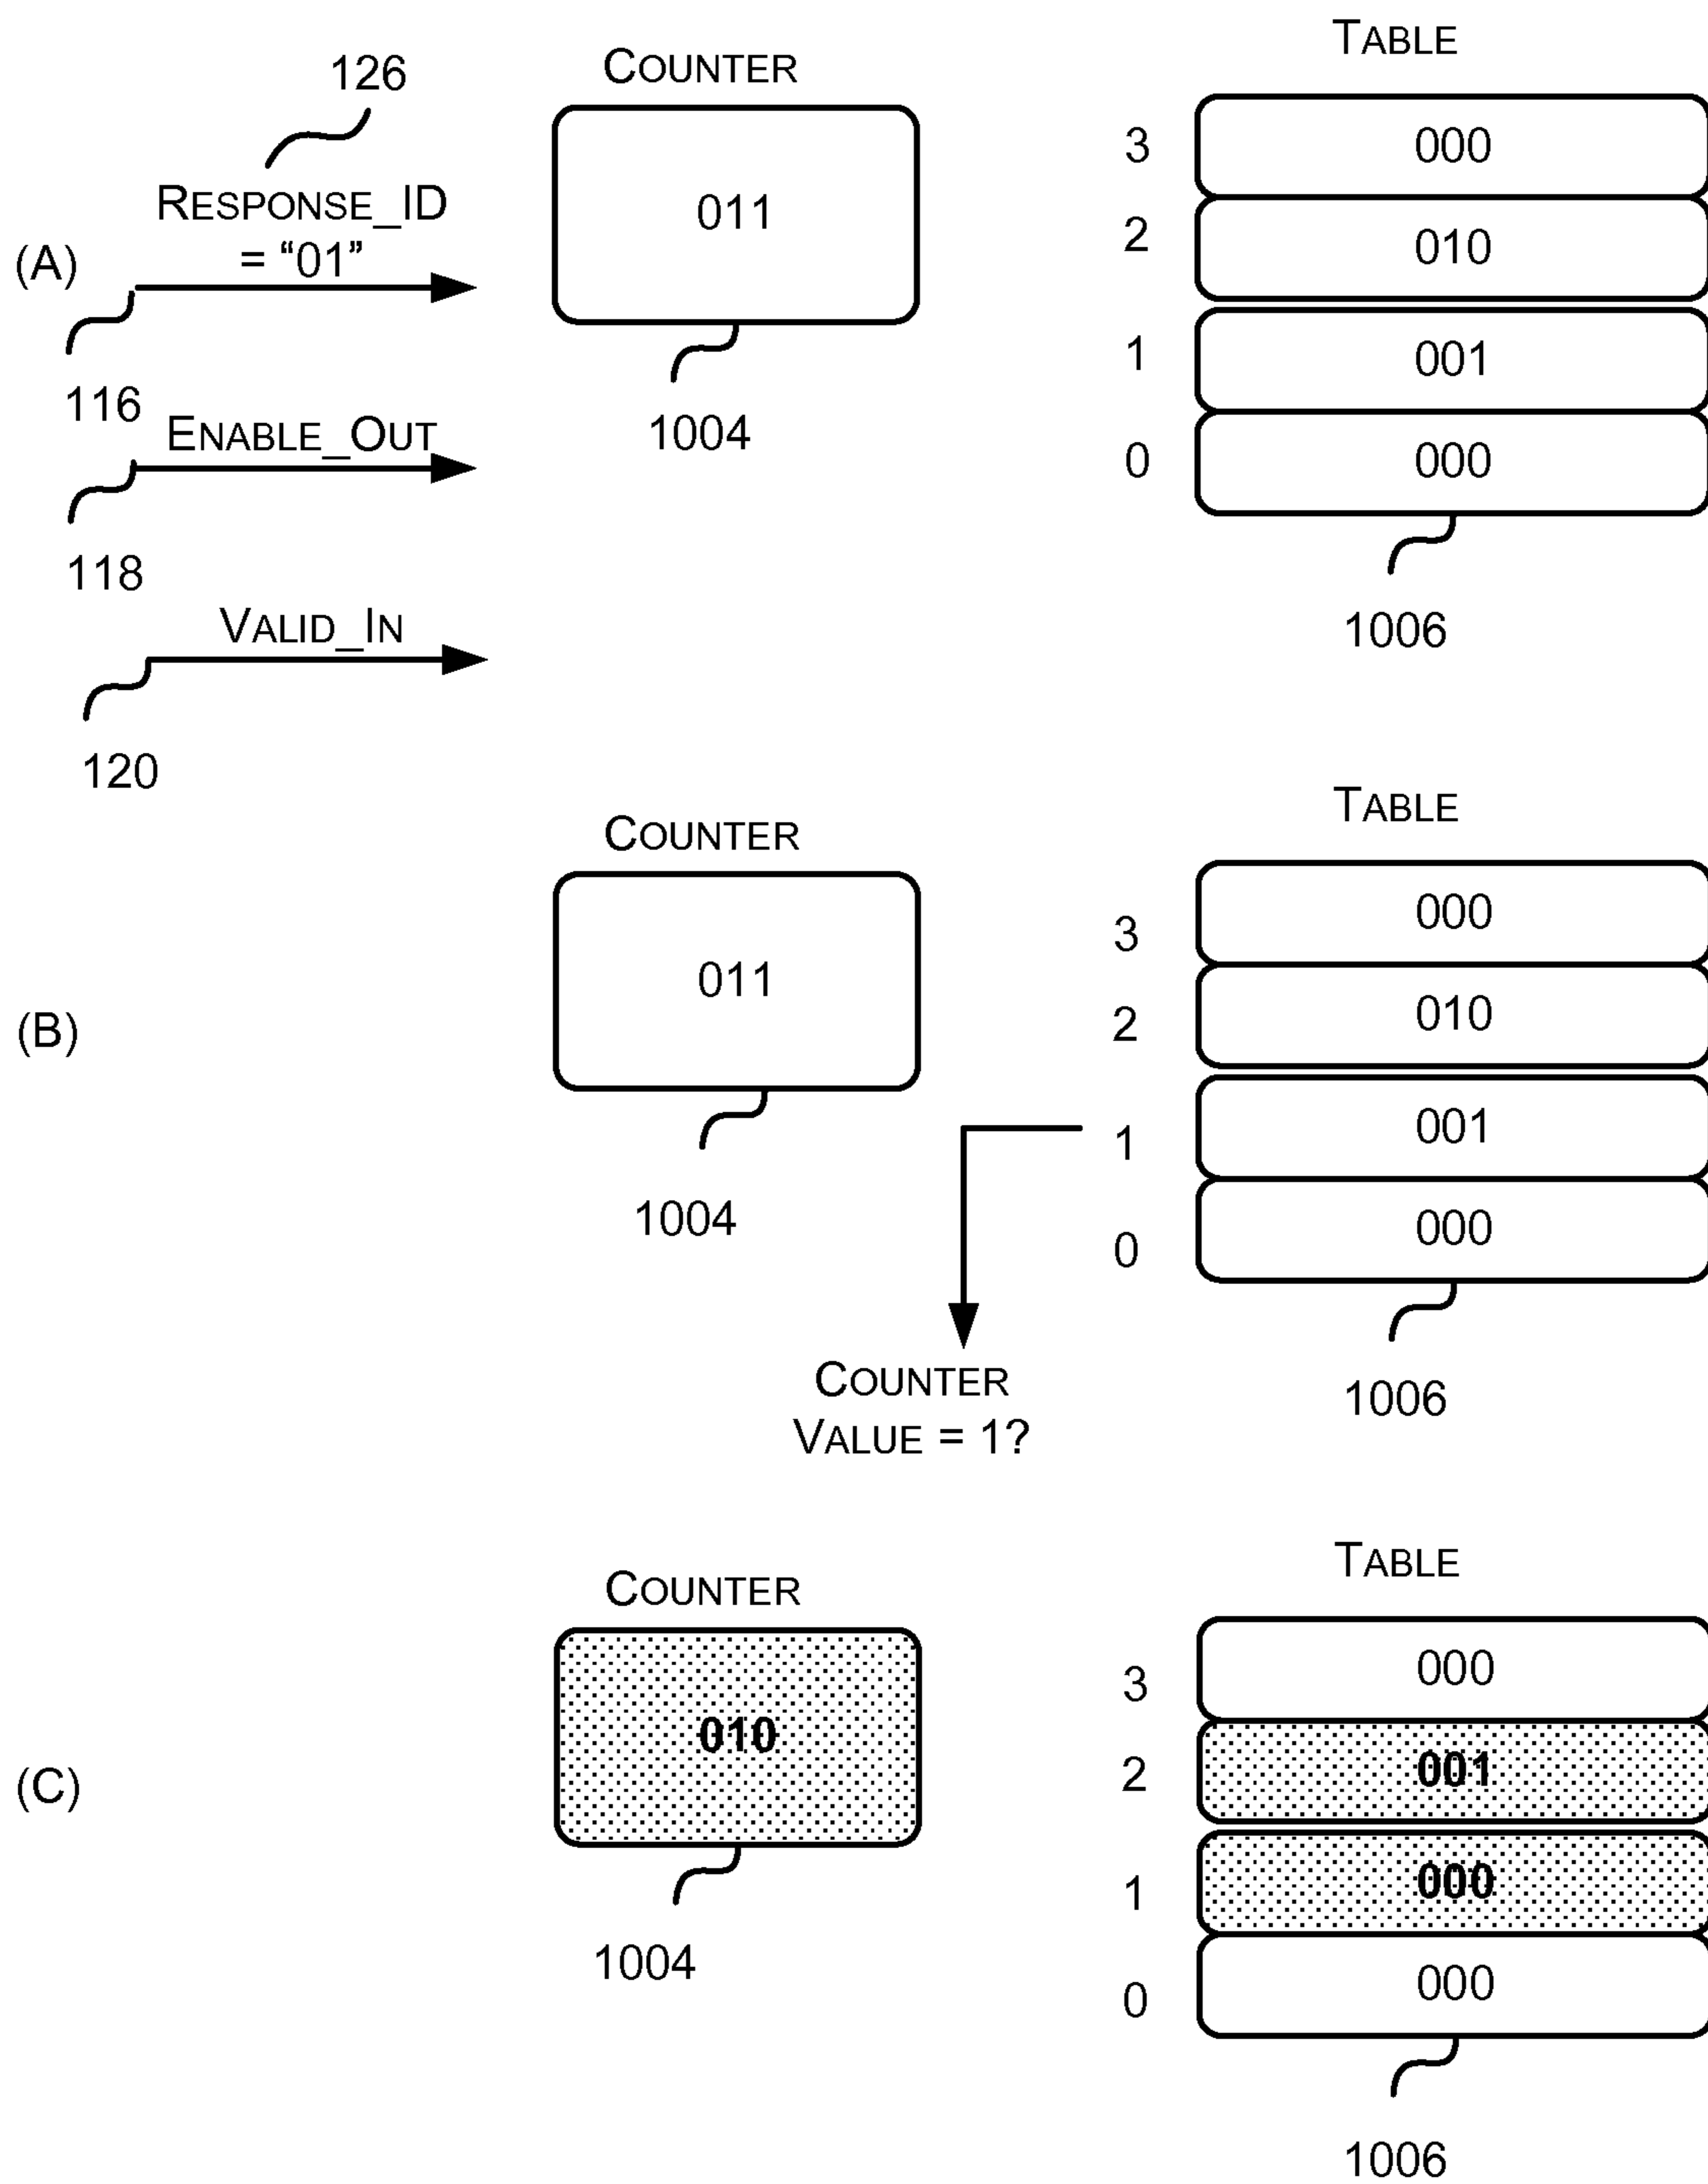 TABLE
126
COUNTER
3
000
RESPONSE_ID
011
2
010
(A)
= "01"
1
001
116
ENABLE_OUT
1004
0
000
118
VALID_IN
1006
120
TABLE
COUNTER
3
000
011
2
010
(B)
1
001
1004
0
000
COUNTER
VALUE = 1?
1006
TABLE
COUNTER
3
000
010
2
001
(C)
1
000
1004
0
000
1006